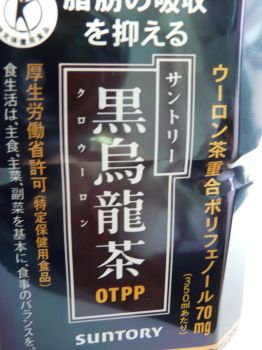 脂肪の吸収
を抑える
ウーロン茶重合ポリフェノール70mg
(350mlあたり)
サントリー
黒烏龍茶
クロウーロン
OTPP
厚生労働省許可(特定保健用食品)
食生活は、主食、主菜、副菜を基本に、食事のバランスを。
SUNTORY